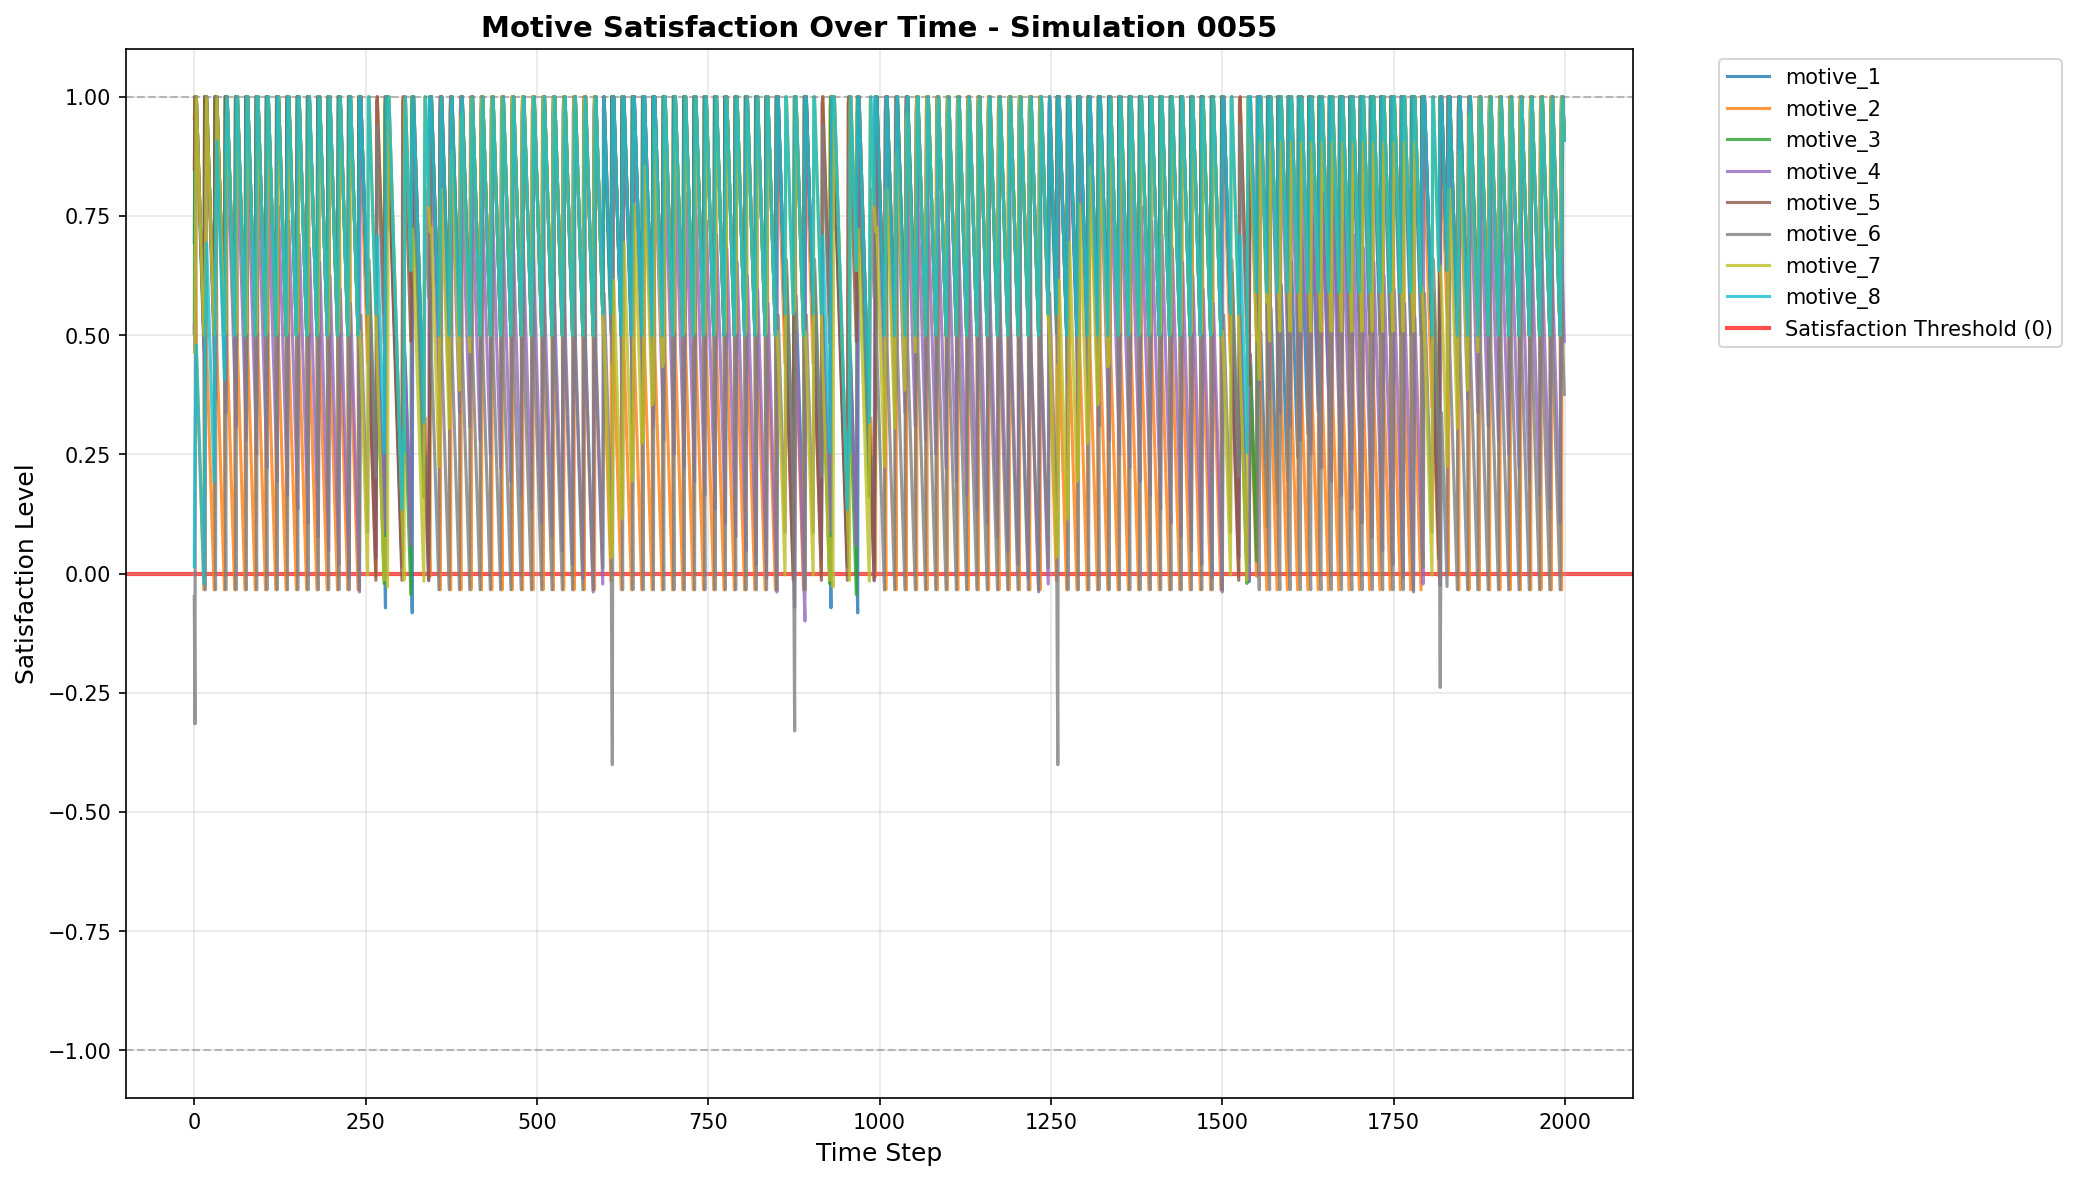 Motive Satisfaction Over Time - Simulation 0055
1.00
0.75
0.50
0.25
0.00
−0.25
−0.50
−0.75
−1.00
Satisfaction Level
0 250 500 750 1000 1250 1500 1750 2000
Time Step
motive_1
motive_2
motive_3
motive_4
motive_5
motive_6
motive_7
motive_8
Satisfaction Threshold (0)